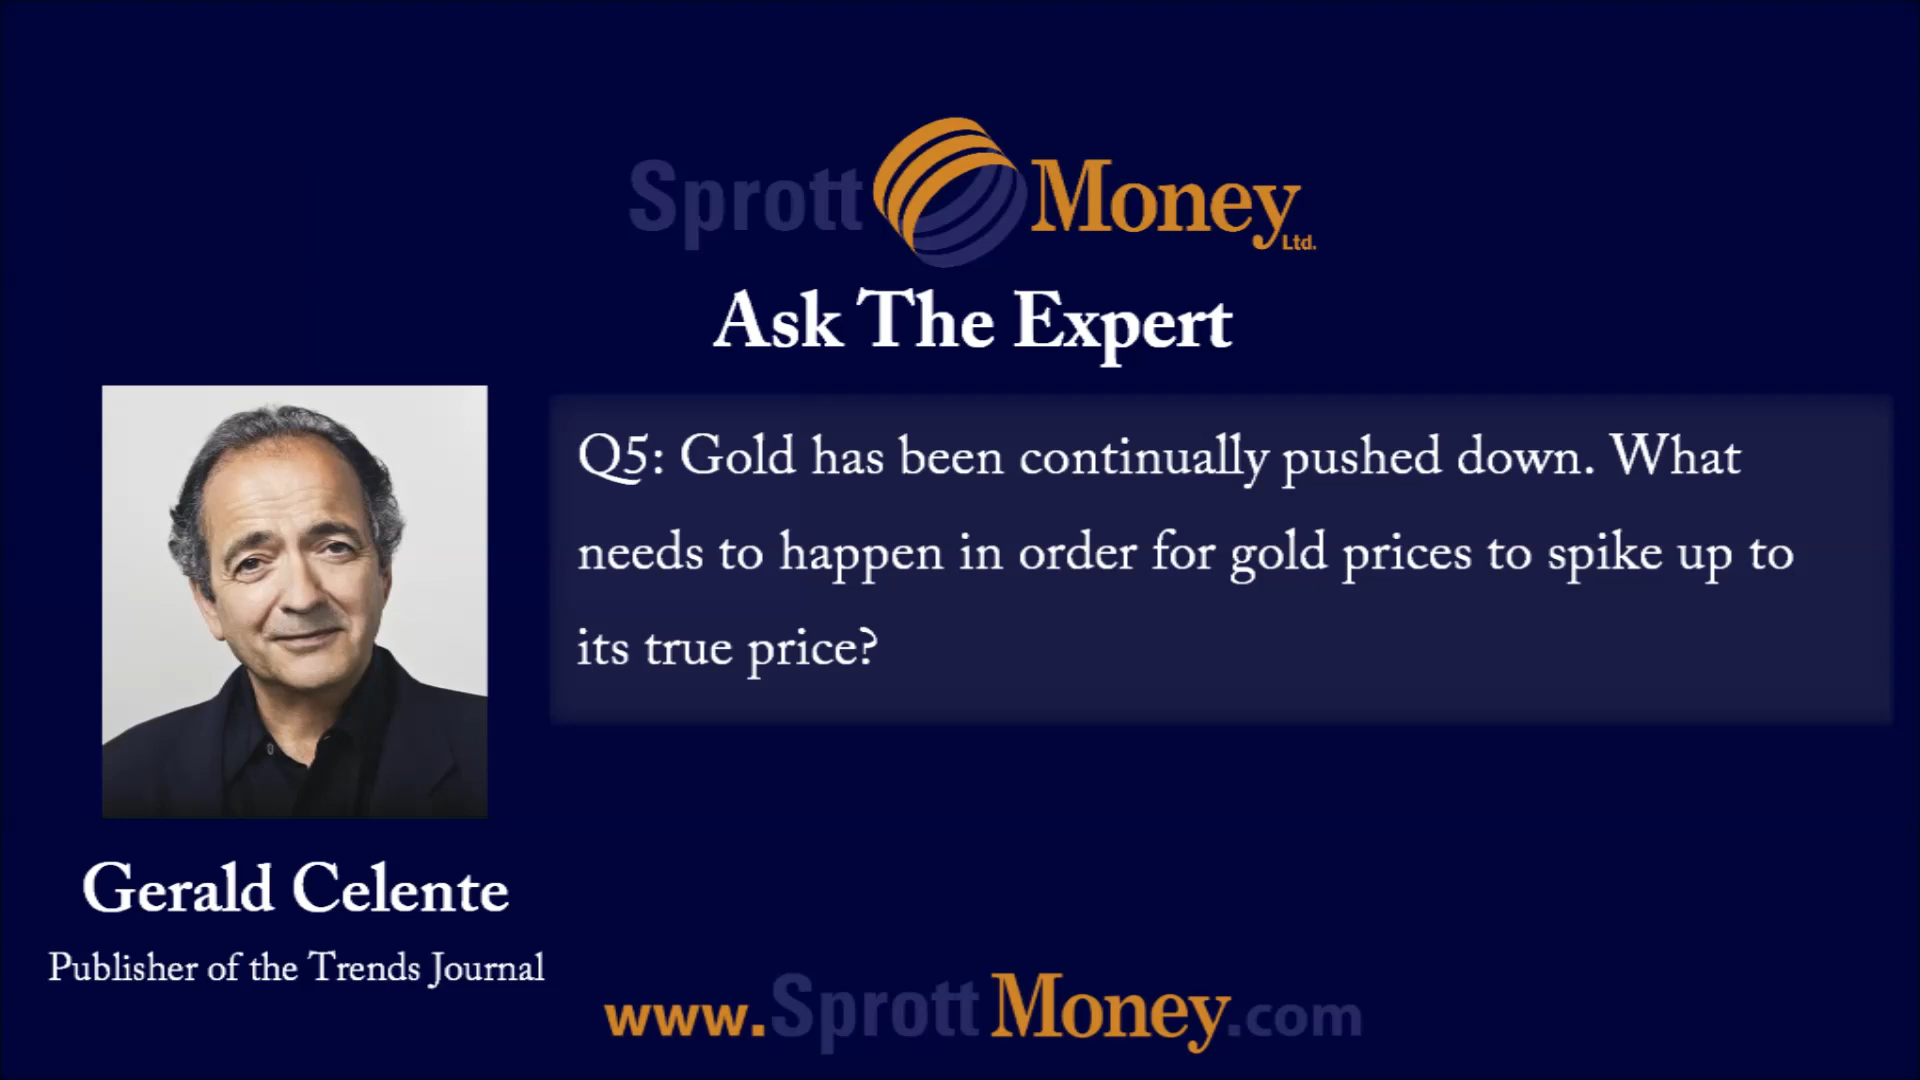 Sprott Money Ltd.
Ask The Expert
Q5: Gold has been continually pushed down. What
needs to happen in order for gold prices to spike up to
its true price?
Gerald Celente
Publisher of the Trends Journal
www.SprottMoney.com